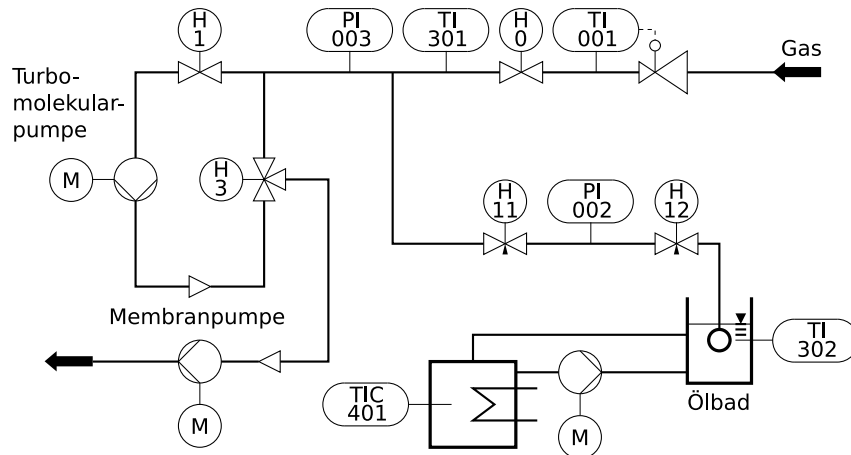 H
1
PI
003
TI
301
H
0
TI
001
Gas
Turbo-
molekular-
pumpe
M
H
3
H
11
PI
002
H
12
Membranpumpe
M
TIC
401
M
Ölbad
TI
302